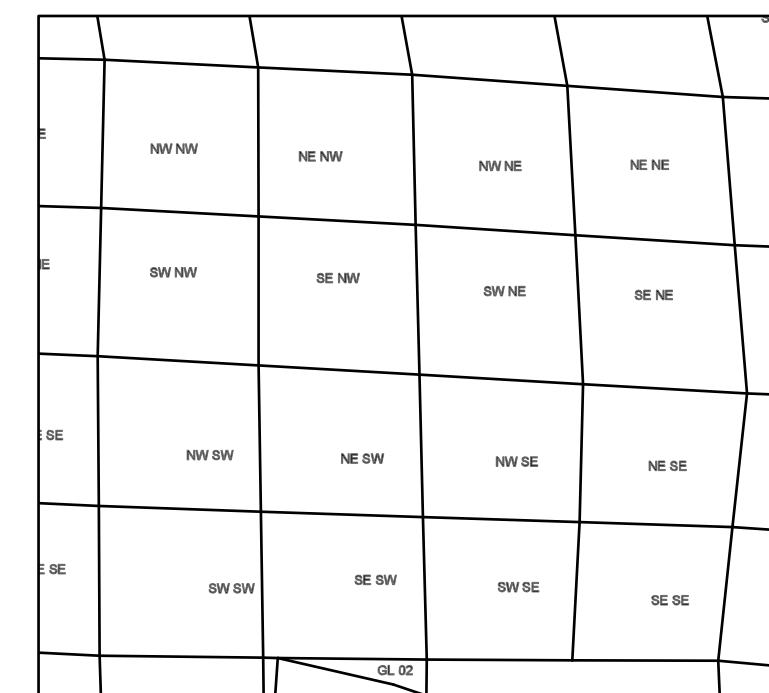 E
NW NW
NE NW
NW NE
NE NE
E
SW NW
SE NW
SW NE
SE NE
E SE
NW SW
NE SW
NW SE
NE SE
E SE
SW SW
SE SW
SW SE
SE SE
GL 02